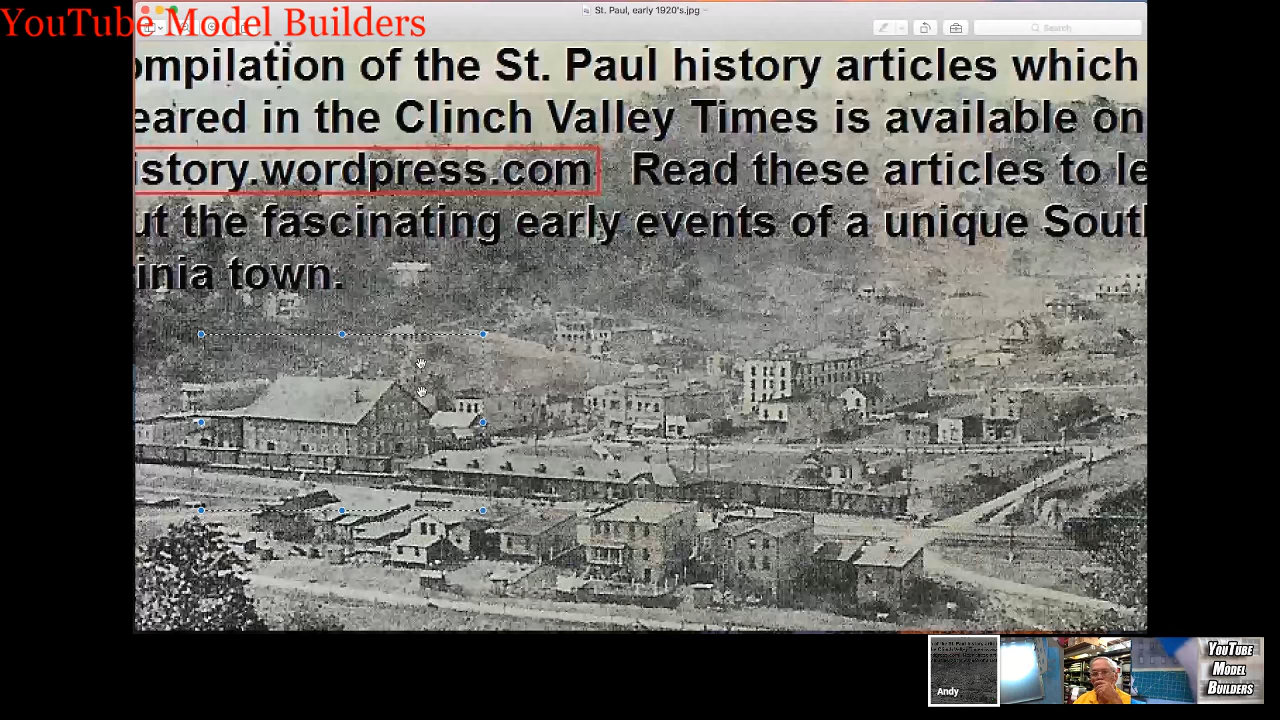 YouTube Model Builders
St. Paul, early 1920's.jpg
Search
ompilation of the St. Paul history articles which
eared in the Clinch Valley Times is available on
istory.wordpress.com Read these articles to le
ut the fascinating early events of a unique Sout
inia town.
Andy
YouTube
Model
Builders